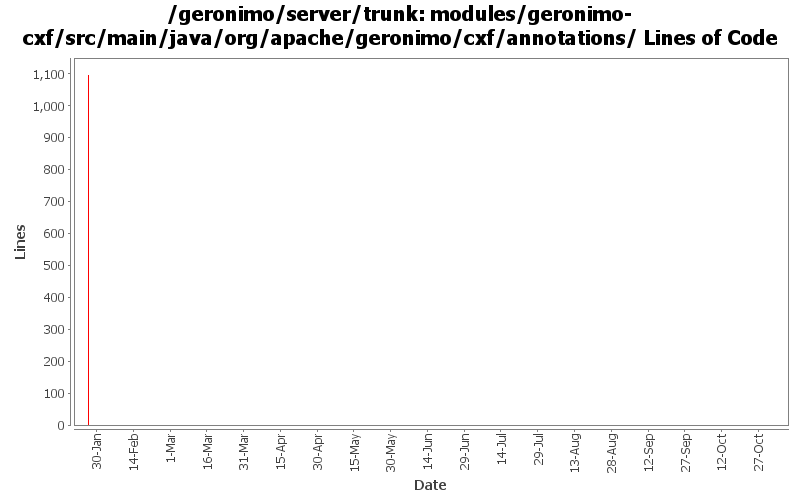 /geronimo/server/trunk: modules/geronimo-
cxf/src/main/java/org/apache/geronimo/cxf/annotations/ Lines of Code
1,100
1,000
900
800
700
600
500
400
300
200
100
0
Lines
30-Jan
14-Feb
1-Mar
16-Mar
31-Mar
15-Apr
30-Apr
15-May
30-May
14-Jun
29-Jun
14-Jul
29-Jul
13-Aug
28-Aug
12-Sep
27-Sep
12-Oct
27-Oct
Date